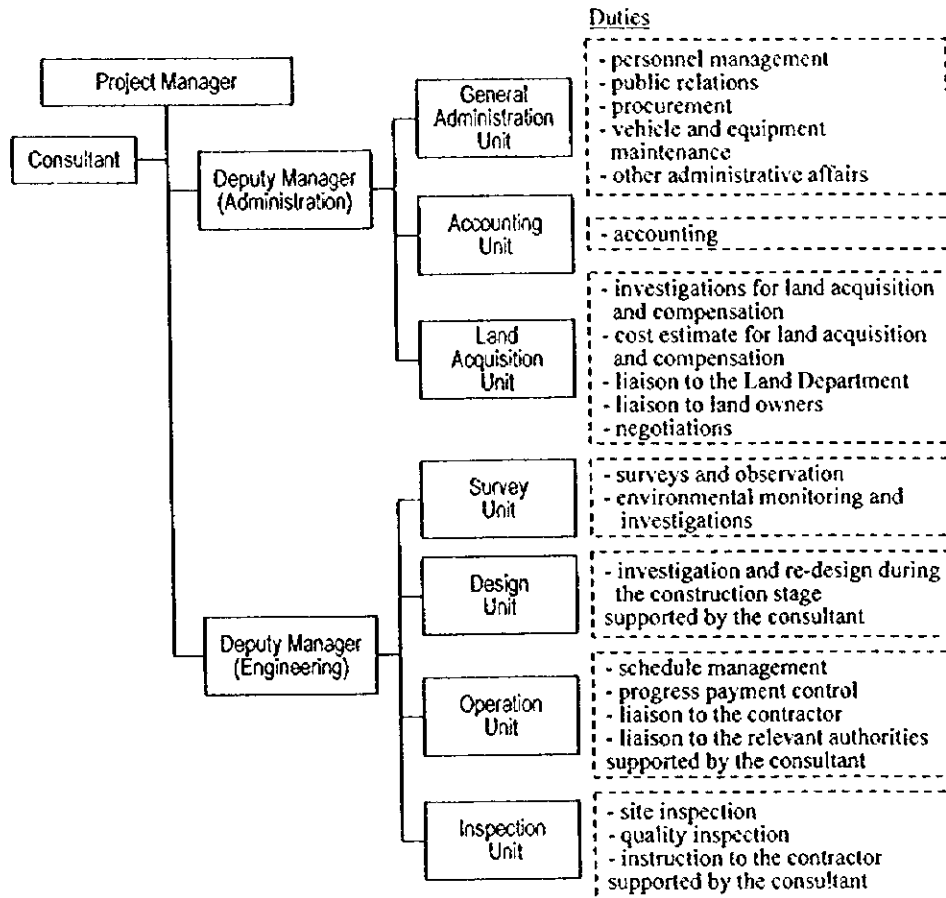 Duties
Project Manager
Consultant
Deputy Manager
(Administration)
General
Administration
Unit
- personnel management
- public relations
- procurement
- vehicle and equipment
maintenance
- other administrative affairs
Accounting
Unit
- accounting
Land
Acquisition
Unit
- investigations for land acquisition
and compensation
- cost estimate for land acquisition
and compensation
- liaison to the Land Department
- liaison to land owners
- negotiations
Deputy Manager
(Engineering)
Survey
Unit
- surveys and observation
- environmental monitoring and
investigations
Design
Unit
- investigation and re-design during
the construction stage
supported by the consultant
Operation
Unit
- schedule management
- progress payment control
- liaison to the contractor
- liaison to the relevant authorities
supported by the consultant
Inspection
Unit
- site inspection
- quality inspection
- instruction to the contractor
supported by the consultant